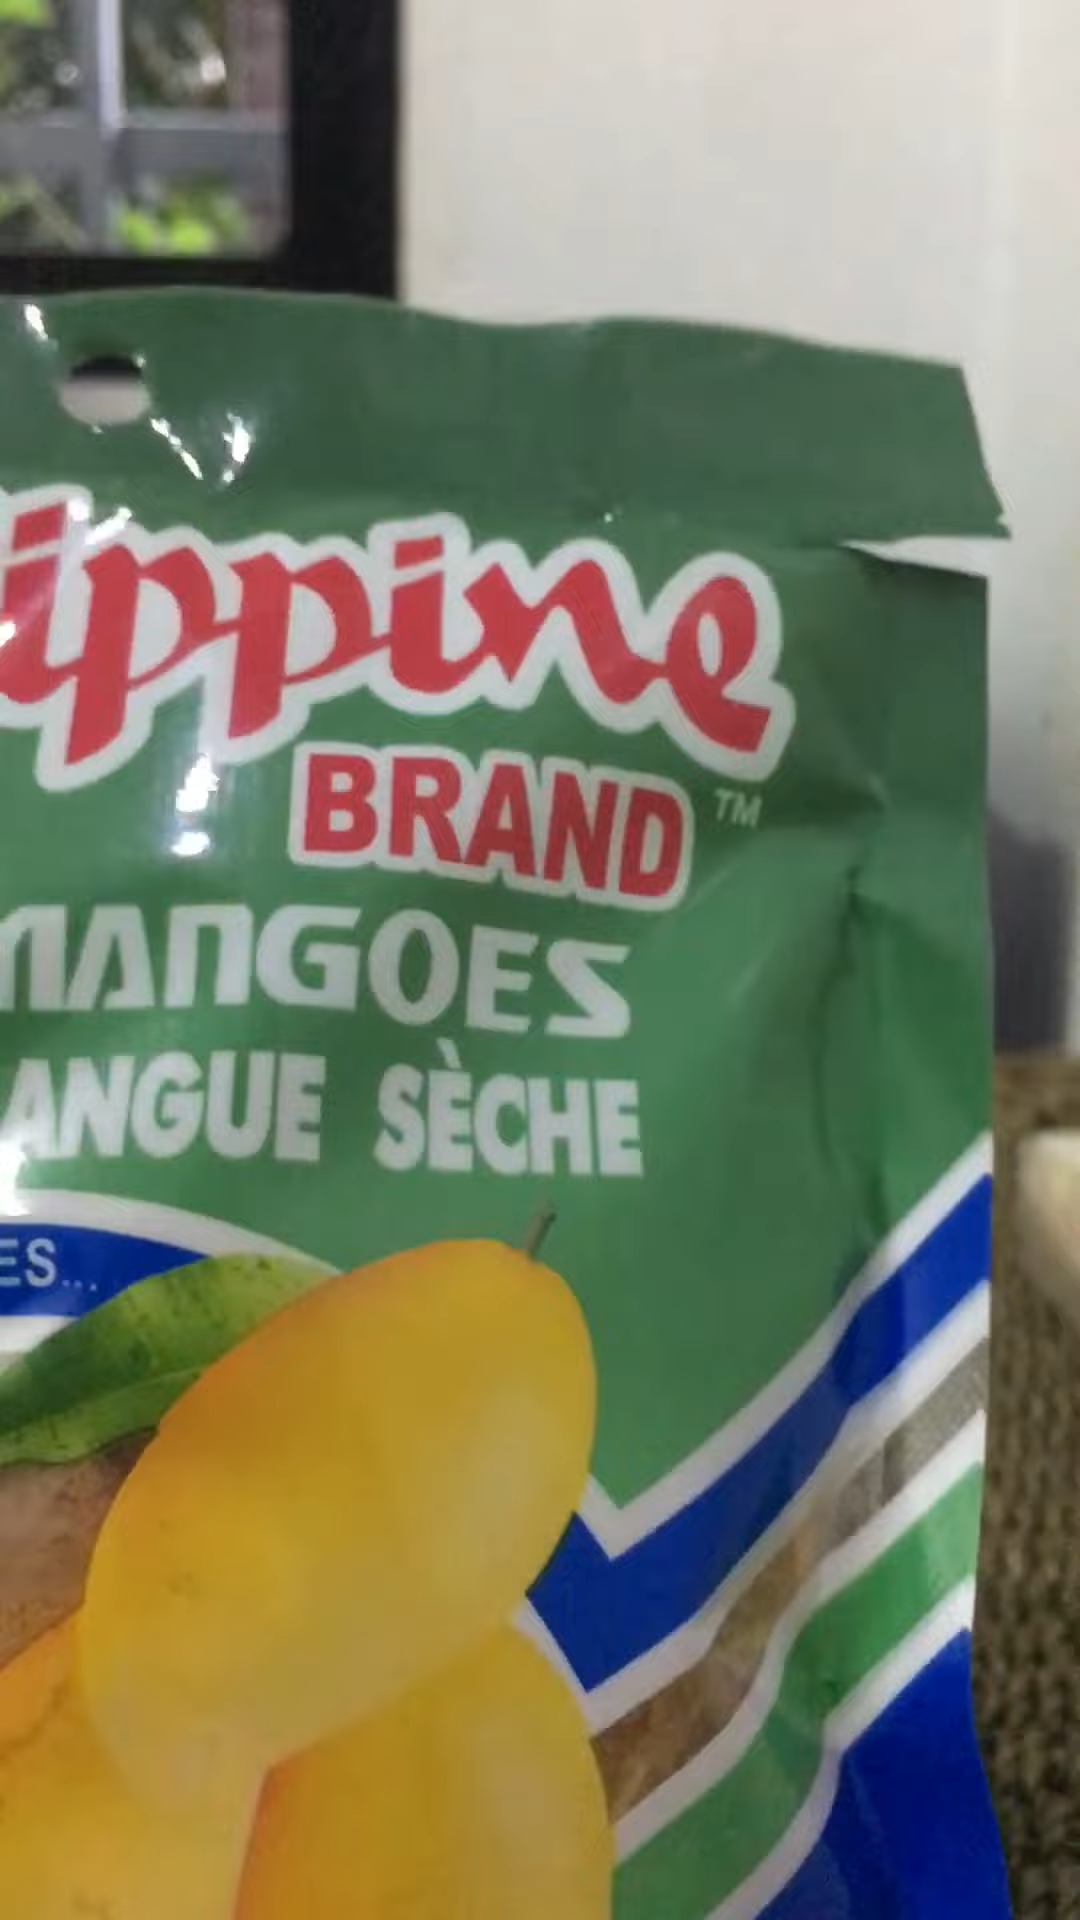 ippine
BRAND ™
MANGOES
ANGUE SÈCHE
ES...